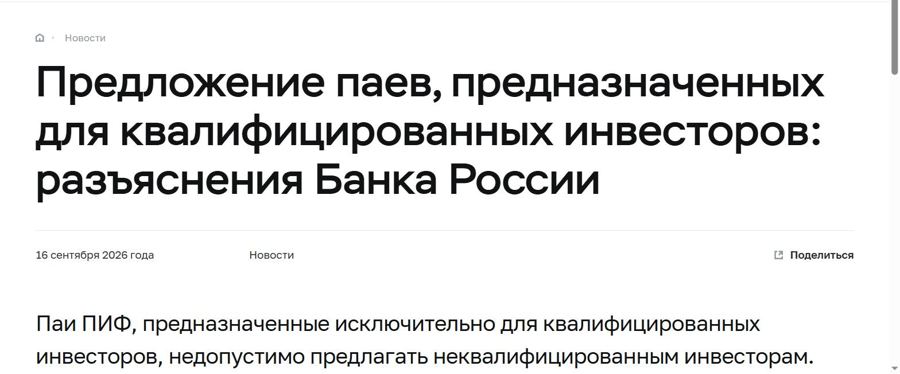 Новости
Предложение паев, предназначенных
для квалифицированных инвесторов:
разъяснения Банка России
16 сентября 2026 года
Новости
Поделиться
Паи ПИФ, предназначенные исключительно для квалифицированных
инвесторов, недопустимо предлагать неквалифицированным инвесторам.